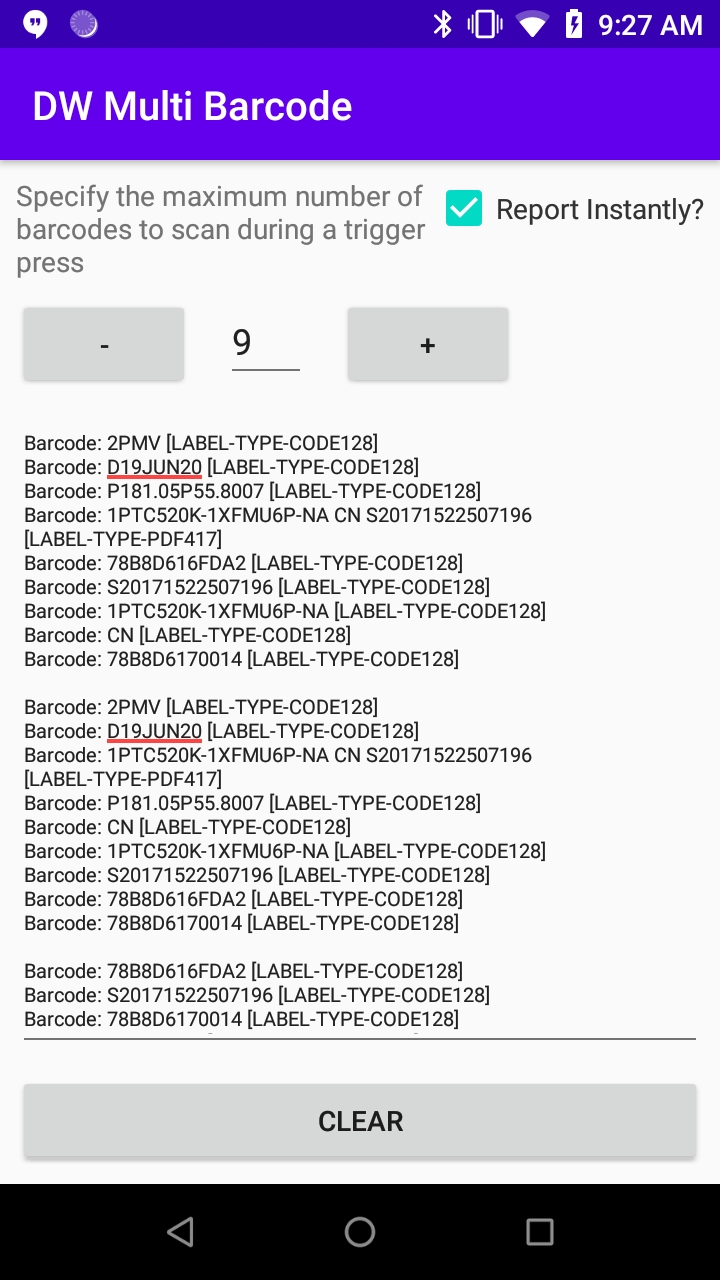 9:27 AM
DW Multi Barcode
Specify the maximum number of
barcodes to scan during a trigger
press
Report Instantly?
-
9
+
Barcode: 2PMV [LABEL-TYPE-CODE128]
Barcode: D19JUN20 [LABEL-TYPE-CODE128]
Barcode: P181.05P55.8007 [LABEL-TYPE-CODE128]
Barcode: 1PTC520K-1XFMU6P-NA CN S20171522507196
[LABEL-TYPE-PDF417]
Barcode: 78B8D616FDA2 [LABEL-TYPE-CODE128]
Barcode: S20171522507196 [LABEL-TYPE-CODE128]
Barcode: 1PTC520K-1XFMU6P-NA [LABEL-TYPE-CODE128]
Barcode: CN [LABEL-TYPE-CODE128]
Barcode: 78B8D6170014 [LABEL-TYPE-CODE128]
Barcode: 2PMV [LABEL-TYPE-CODE128]
Barcode: D19JUN20 [LABEL-TYPE-CODE128]
Barcode: 1PTC520K-1XFMU6P-NA CN S20171522507196
[LABEL-TYPE-PDF417]
Barcode: P181.05P55.8007 [LABEL-TYPE-CODE128]
Barcode: CN [LABEL-TYPE-CODE128]
Barcode: 1PTC520K-1XFMU6P-NA [LABEL-TYPE-CODE128]
Barcode: S20171522507196 [LABEL-TYPE-CODE128]
Barcode: 78B8D616FDA2 [LABEL-TYPE-CODE128]
Barcode: 78B8D6170014 [LABEL-TYPE-CODE128]
Barcode: 78B8D616FDA2 [LABEL-TYPE-CODE128]
Barcode: S20171522507196 [LABEL-TYPE-CODE128]
Barcode: 78B8D6170014 [LABEL-TYPE-CODE128]
CLEAR